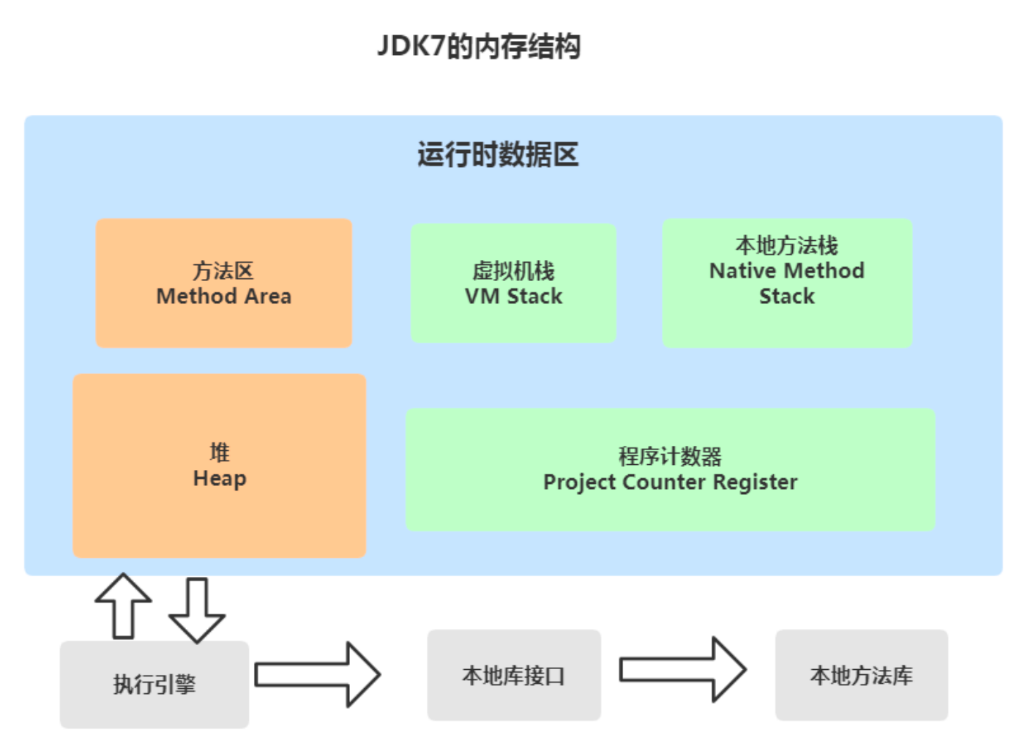 JDK7的内存结构
运行时数据区
方法区
Method Area
虚拟机栈
VM Stack
本地方法栈
Native Method
Stack
堆
Heap
程序计数器
Project Counter Register
执行引擎
本地库接口
本地方法库